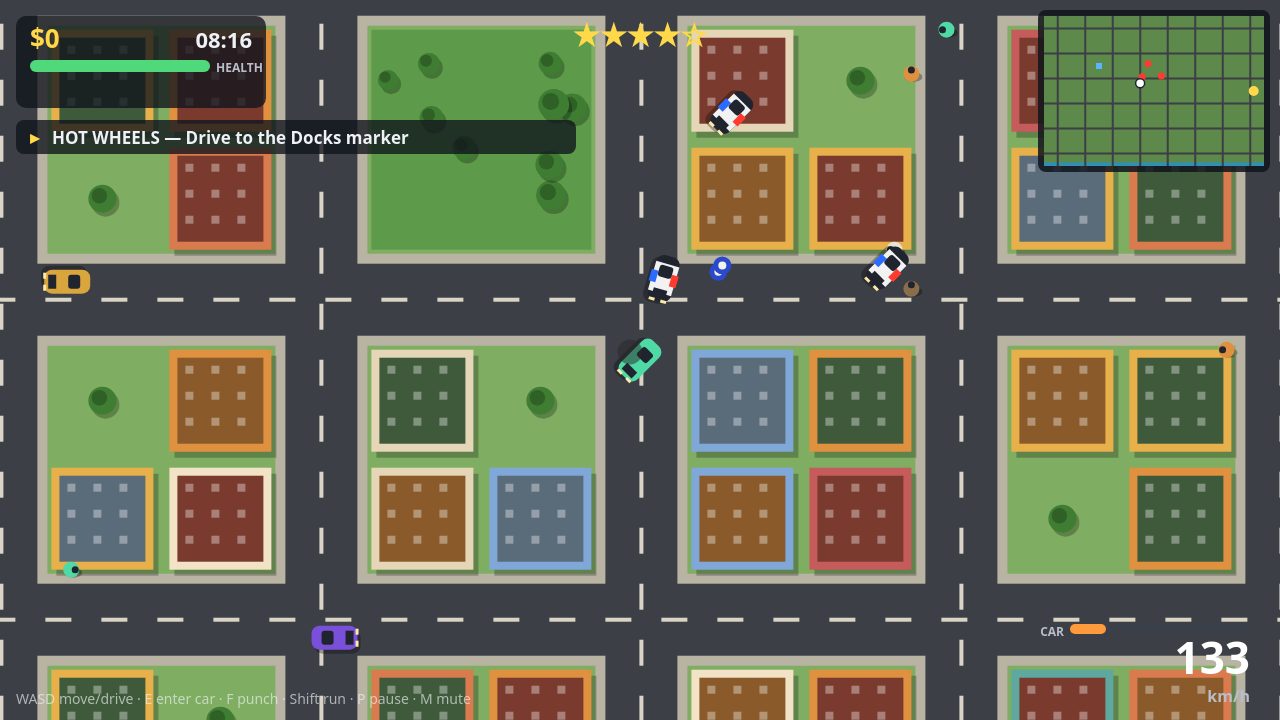 $0
08:16
HEALTH
★★★★☆
► HOT WHEELS — Drive to the Docks marker
CAR
133
km/h
WASD move/drive · E enter car · F punch · Shift run · P pause · M mute